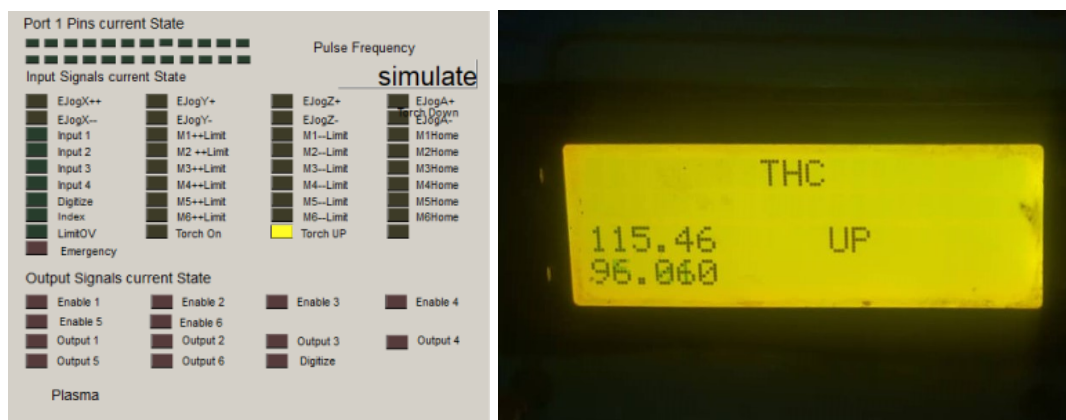 Port 1 Pins current State
Pulse Frequency
Input Signals current State
simulate
EJogX++ EJogY+ EJogZ+ EJogA+
Torch Down
EJogX-- EJogY- EJogZ- EJogA-
Input 1 M1++Limit M1--Limit M1Home
Input 2 M2 ++Limit M2--Limit M2Home
Input 3 M3++Limit M3--Limit M3Home
Input 4 M4++Limit M4--Limit M4Home
Digitize M5++Limit M5--Limit M5Home
Index M6++Limit M6--Limit M6Home
LimitOV Torch On Torch UP
Emergency
Output Signals current State
Enable 1 Enable 2 Enable 3 Enable 4
Enable 5 Enable 6
Output 1 Output 2 Output 3 Output 4
Output 5 Output 6 Digitize
Plasma
THC
115.46 UP
96.060